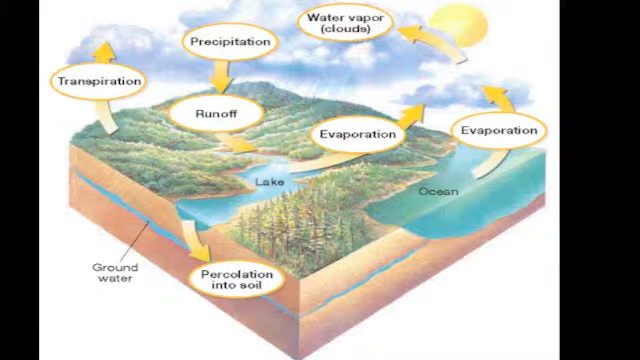 Water vapor
(clouds)
Precipitation
Transpiration
Runoff
Evaporation
Evaporation
Lake
Ocean
Ground
water
Percolation
into soil